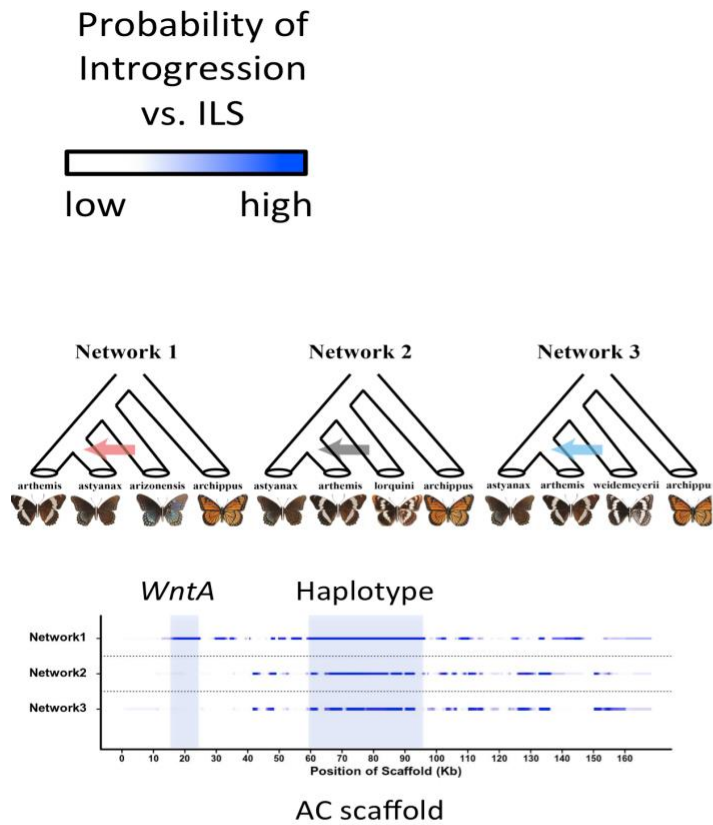 Probability of
Introgression
vs. ILS
low high
Network 1 Network 2 Network 3
arthemis astyanax arizonensis archippus astyanax arthemis lorquini archippus astyanax arthemis weidemeyerii archippu
WntA Haplotype
Network1
Network2
Network3
0 10 20 30 40 50 60 70 80 90 100 110 120 130 140 150 160
Position of Scaffold (Kb)
AC scaffold